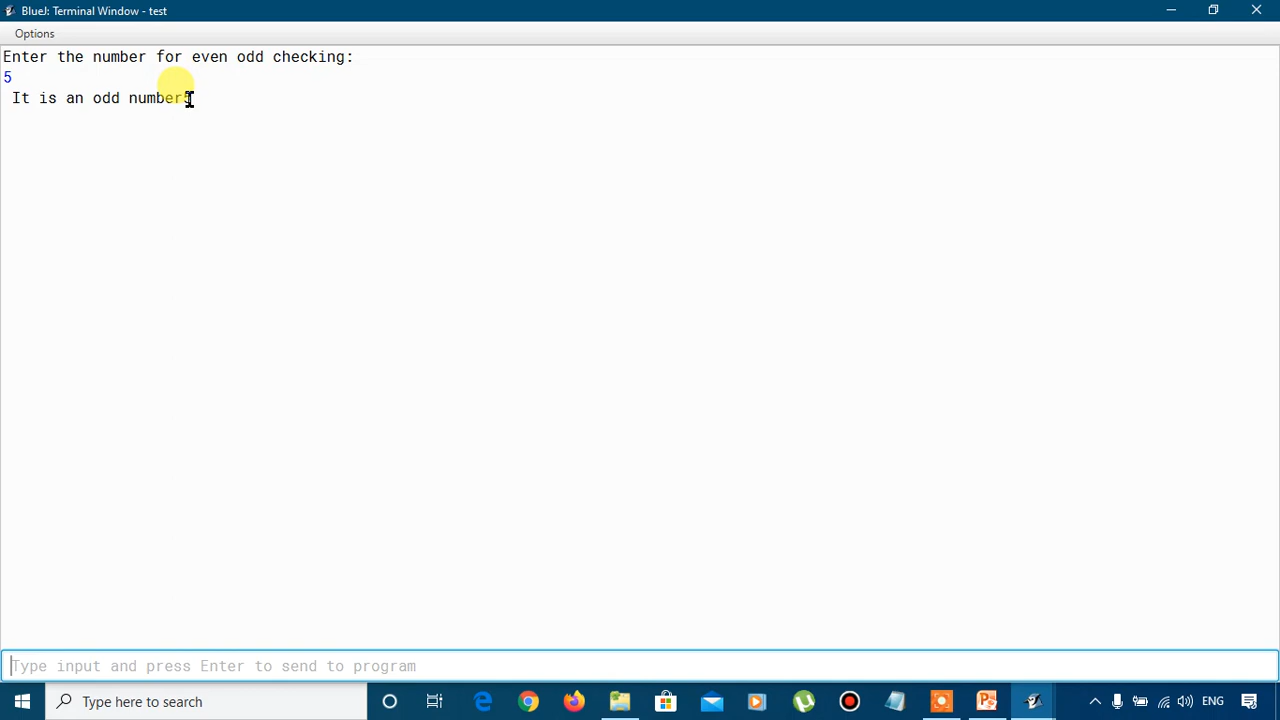 BlueJ: Terminal Window - test
Options
Enter the number for even odd checking:
5
It is an odd number
Type input and press Enter to send to program
Type here to search
ENG